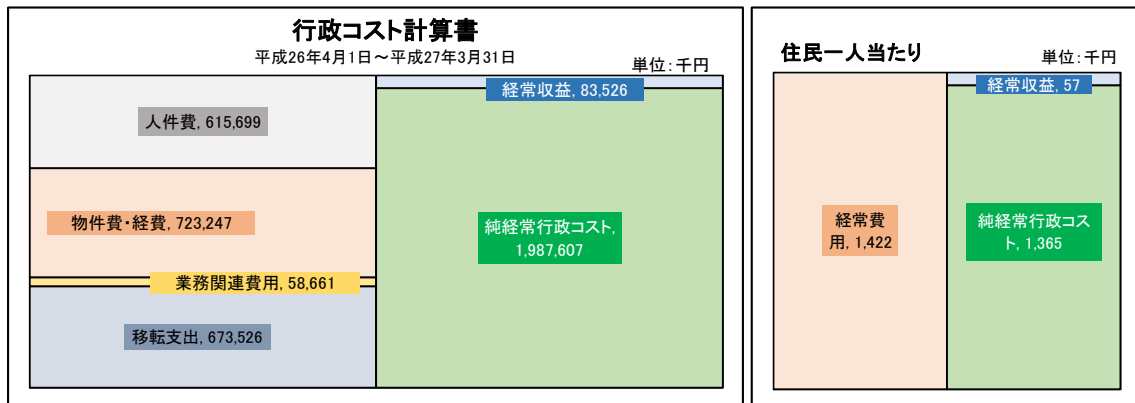 行政コスト計算書
平成26年4月1日～平成27年3月31日
単位：千円
経常収益, 83,526
人件費, 615,699
物件費・経費, 723,247
純経常行政コスト,
1,987,607
業務関連費用, 58,661
移転支出, 673,526
住民一人当たり
単位：千円
経常収益, 57
経常費
用, 1,422
純経常行政コス
ト, 1,365